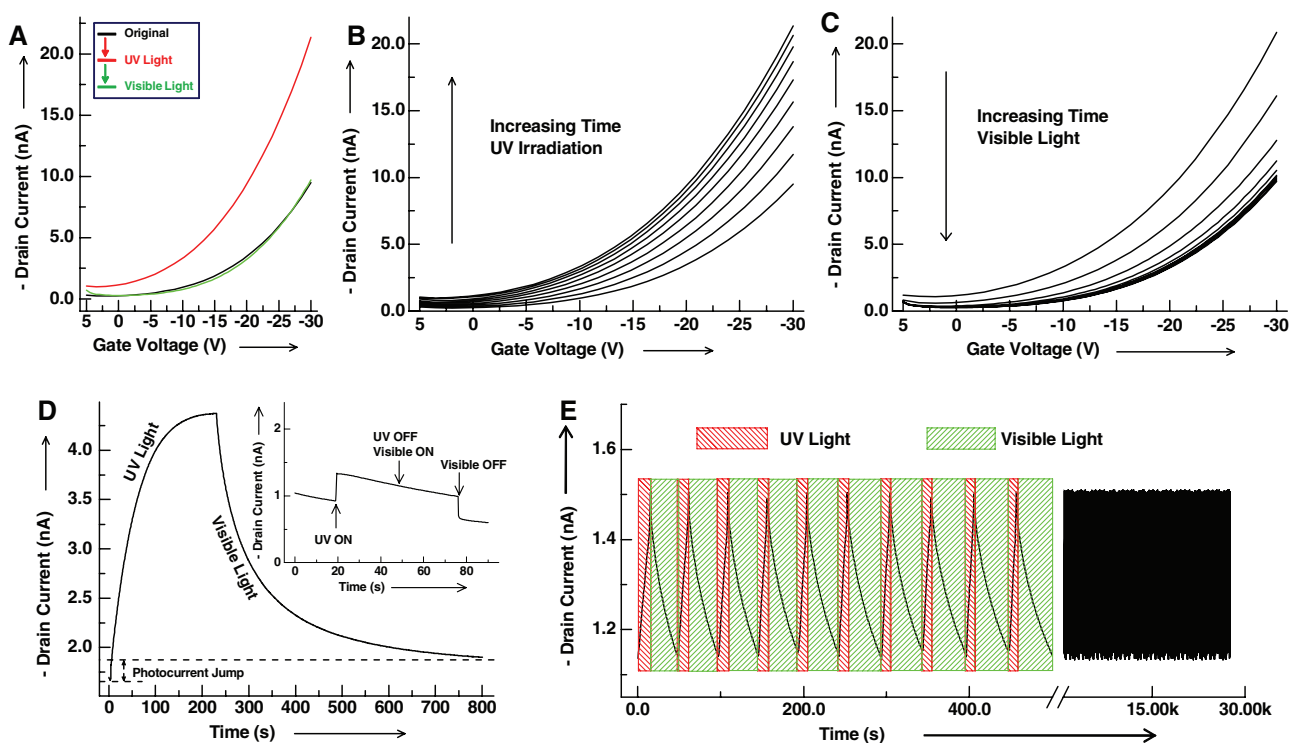 A
Original
UV Light
Visible Light
20.0
15.0
10.0
5.0
0.0
- Drain Current (nA)
5 0 -5 -10 -15 -20 -25 -30
Gate Voltage (V)
B
Increasing Time
UV Irradiation
20.0
15.0
10.0
5.0
0.0
- Drain Current (nA)
5 0 -5 -10 -15 -20 -25 -30
Gate Voltage (V)
C
Increasing Time
Visible Light
20.0
15.0
10.0
5.0
0.0
- Drain Current (nA)
5 0 -5 -10 -15 -20 -25 -30
Gate Voltage (V)
D
UV Light
Visible Light
Photocurrent Jump
4.0
3.5
3.0
2.5
2.0
- Drain Current (nA)
0 100 200 300 400 500 600 700 800
Time (s)
2
1
0
- Drain Current (nA)
UV OFF
Visible ON
Visible OFF
UV ON
0 20 40 60 80
Time (s)
E
UV Light
Visible Light
1.6
1.4
1.2
- Drain Current (nA)
0.0 200.0 400.0 15.00k 30.00k
Time (s)